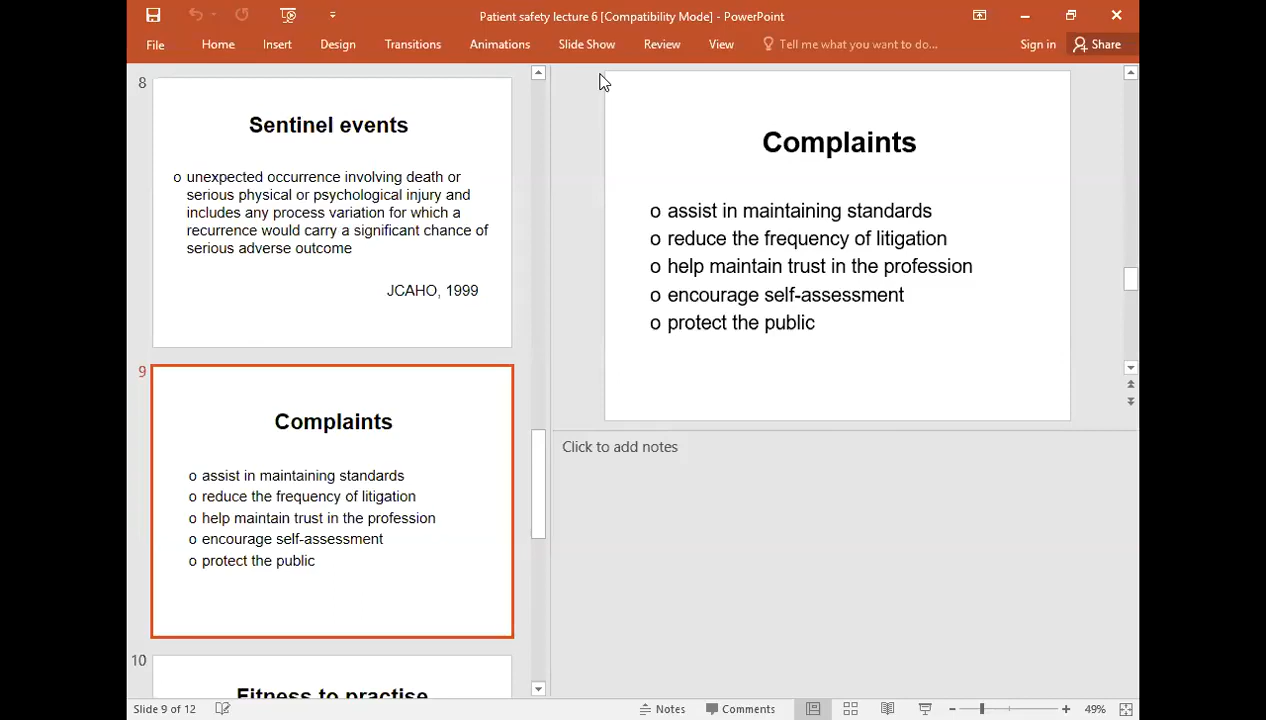 Patient safety lecture 6 [Compatibility Mode] - PowerPoint
File Home Insert Design Transitions Animations Slide Show Review View Tell me what you want to do... Sign in Share
8
Sentinel events
o unexpected occurrence involving death or
serious physical or psychological injury and
includes any process variation for which a
recurrence would carry a significant chance of
serious adverse outcome
JCAHO, 1999
9
Complaints
o assist in maintaining standards
o reduce the frequency of litigation
o help maintain trust in the profession
o encourage self-assessment
o protect the public
10
Fitness to practise
Complaints
o assist in maintaining standards
o reduce the frequency of litigation
o help maintain trust in the profession
o encourage self-assessment
o protect the public
Click to add notes
Slide 9 of 12 Notes Comments 49%